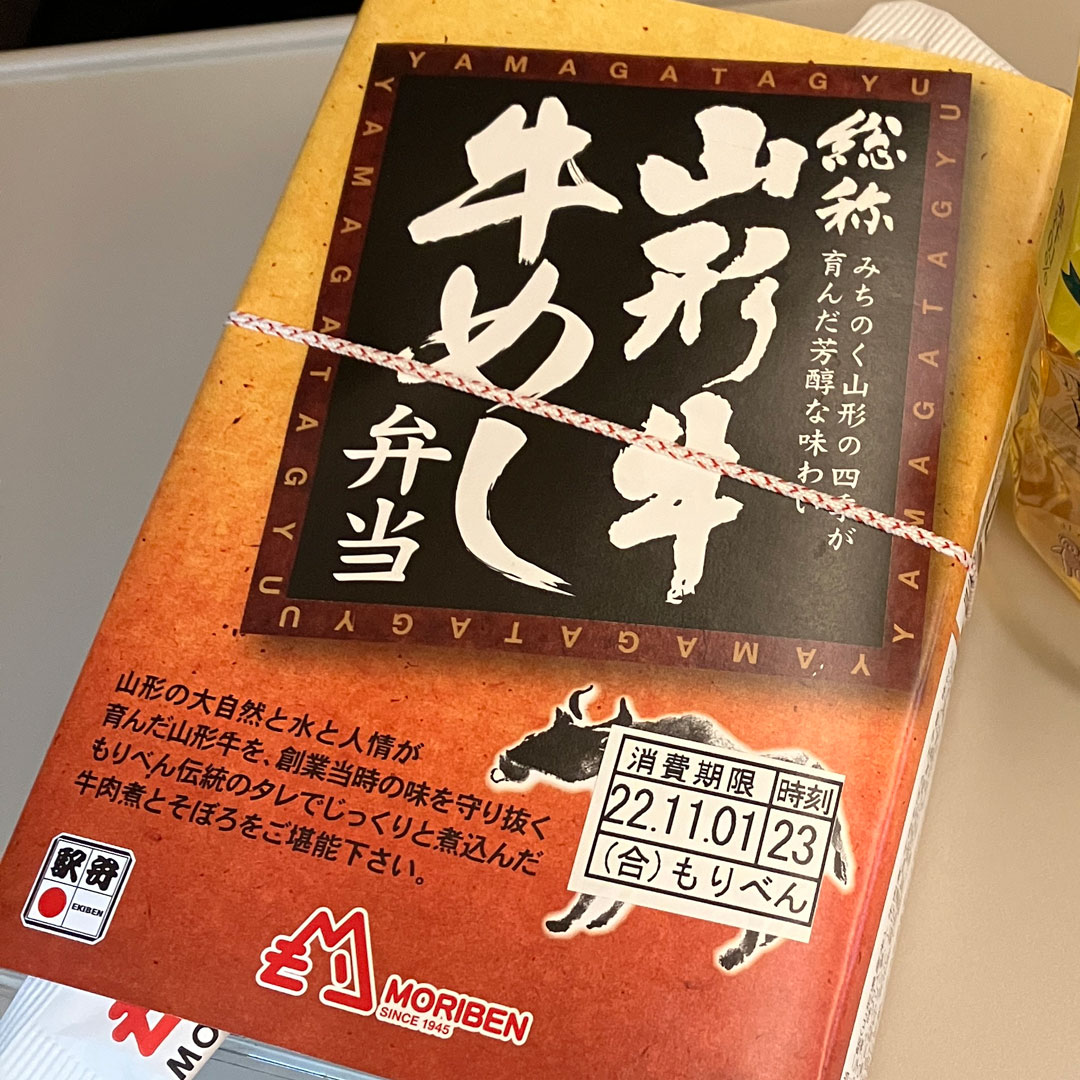 YAMAGATAGYU
YAMAGATAGYU
YAMAGATAGYU
YAMAGATAGYU
総称
山形牛
牛めし
弁当
みちのく山形の四季が
育んだ芳醇な味わい
山形の大自然と水と人情が
育んだ山形牛を、創業当時の味を守り抜く
もりべん伝統のタレでじっくりと煮込んだ
牛肉煮とそぼろをご堪能下さい。
消費期限 時刻
22.11.01 23
(合)もりべん
駅弁
EKIBEN
MORIBEN
SINCE 1945